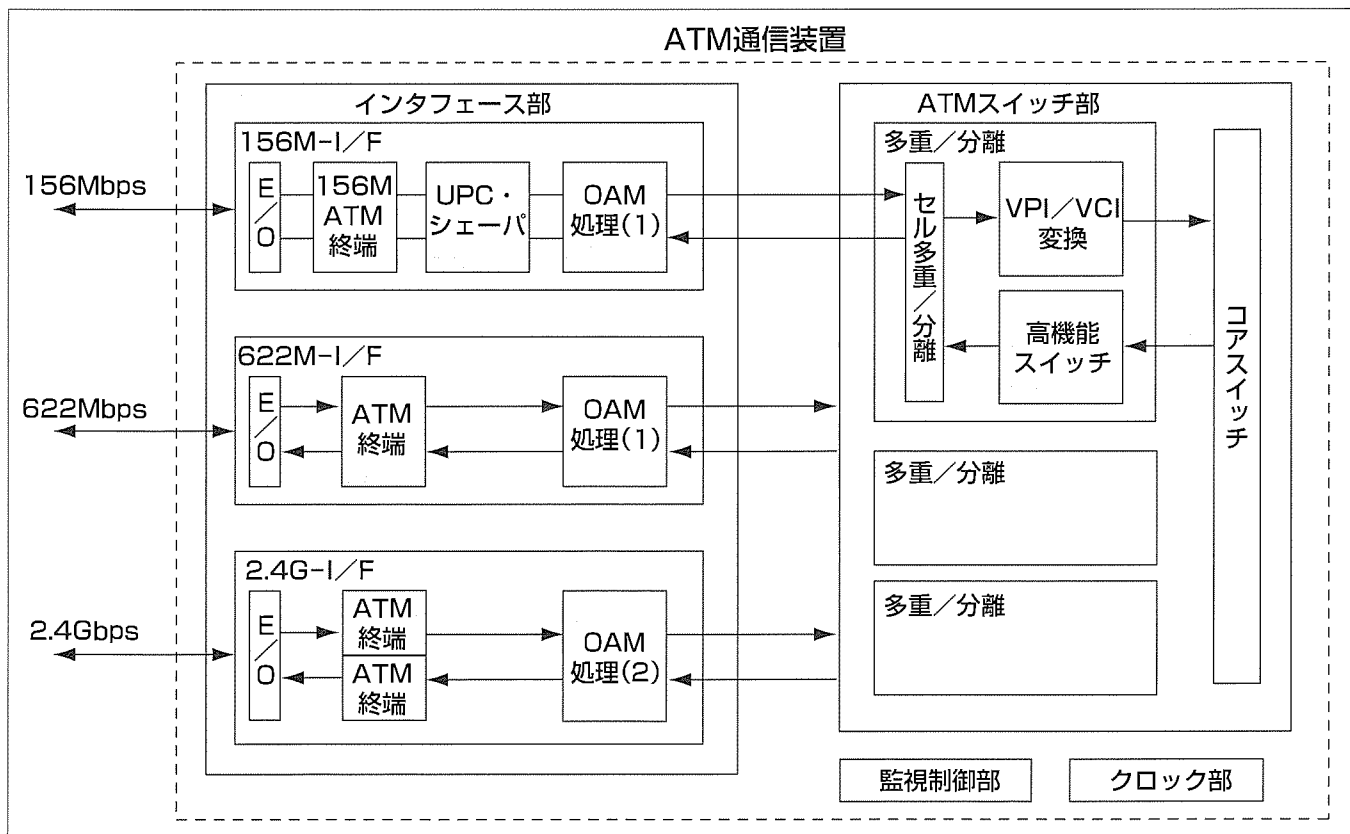 ATM通信装置
インタフェース部
156M-I/F
156Mbps
E/O
156M
ATM
終端
UPC・
シェーパ
OAM
処理(1)
622M-I/F
622Mbps
E/O
ATM
終端
OAM
処理(1)
2.4G-I/F
2.4Gbps
E/O
ATM
終端
ATM
終端
OAM
処理(2)
ATMスイッチ部
多重/分離
セル多重/分離
VPI/VCI
変換
高機能
スイッチ
コアスイッチ
多重/分離
多重/分離
監視制御部
クロック部